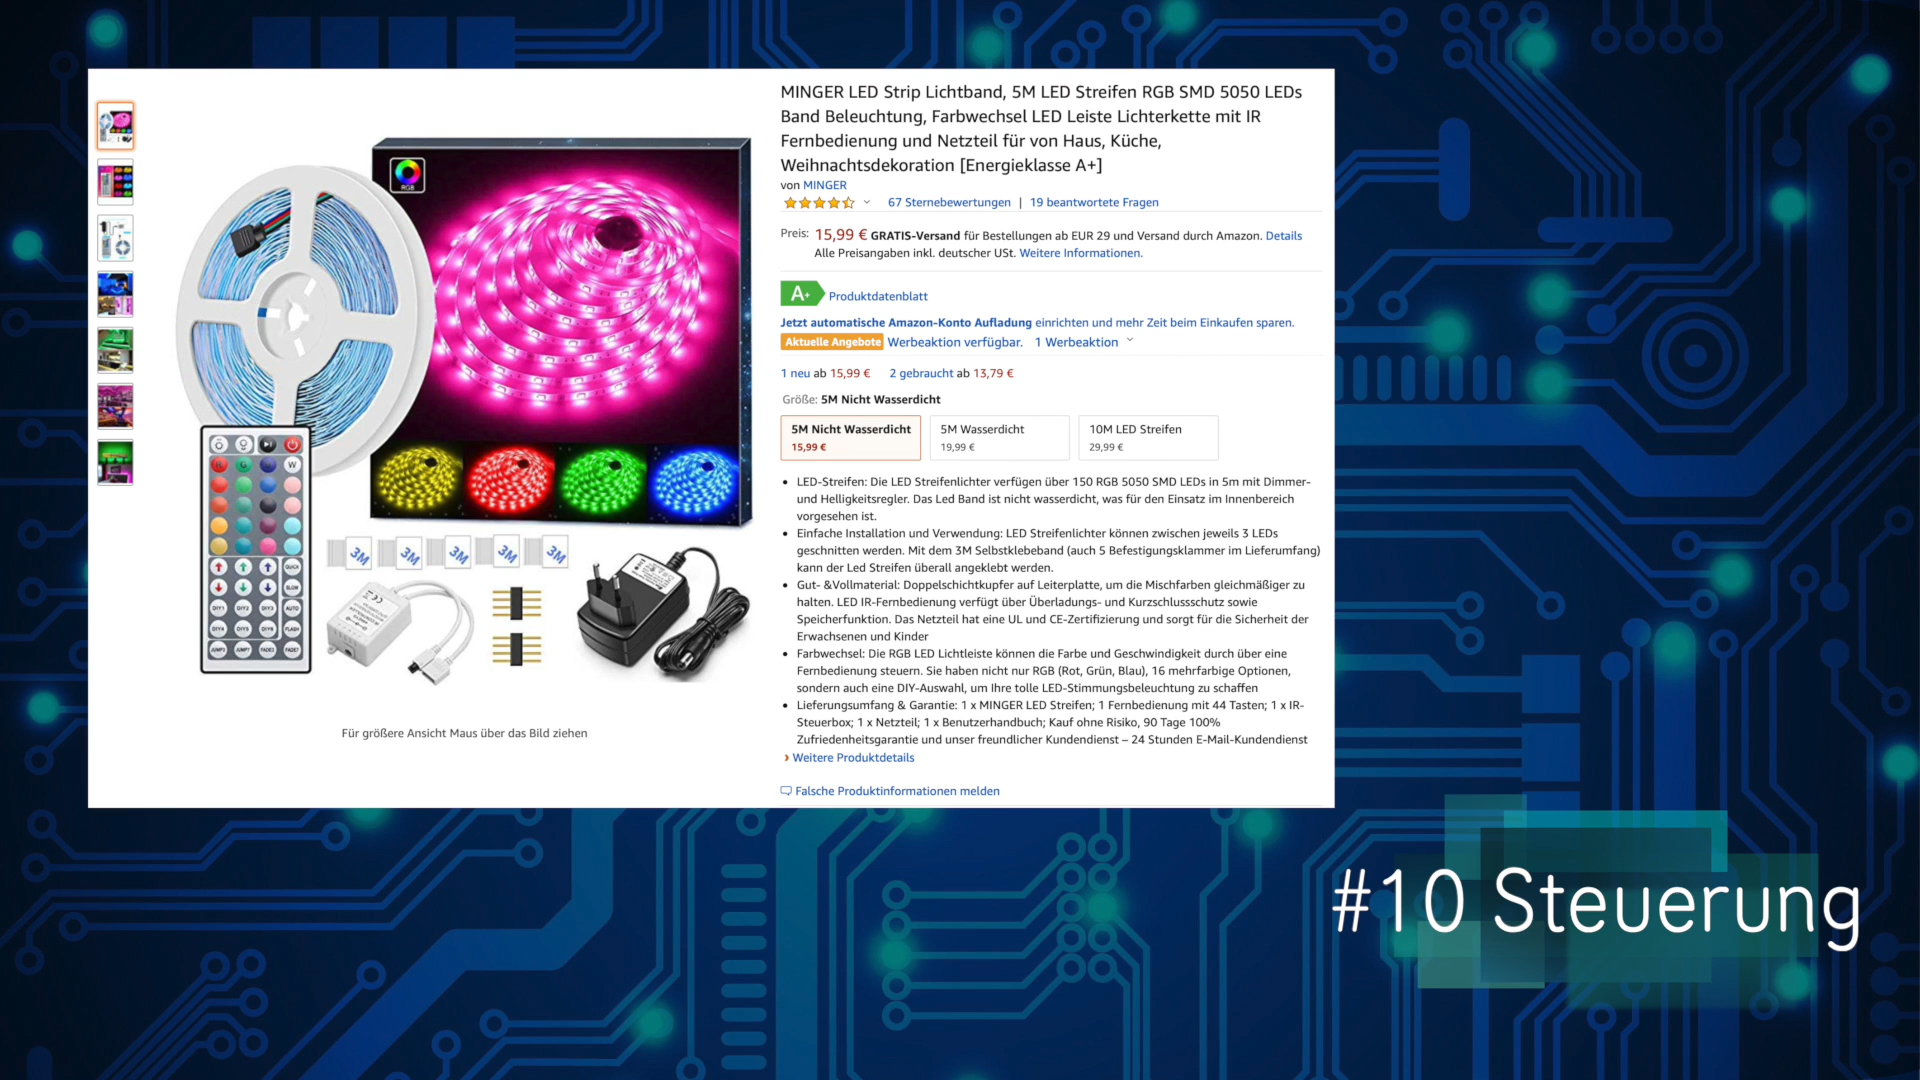 MINGER LED Strip Lichtband, 5M LED Streifen RGB SMD 5050 LEDs
Band Beleuchtung, Farbwechsel LED Leiste Lichterkette mit IR
Fernbedienung und Netzteil für von Haus, Küche,
Weihnachtsdekoration [Energieklasse A+]
von MINGER
67 Sternebewertungen | 19 beantwortete Fragen
Preis: 15,99 € GRATIS-Versand für Bestellungen ab EUR 29 und Versand durch Amazon. Details
Alle Preisangaben inkl. deutscher USt. Weitere Informationen.
A+ Produktdatenblatt
Jetzt automatische Amazon-Konto Aufladung einrichten und mehr Zeit beim Einkaufen sparen.
Aktuelle Angebote Werbeaktion verfügbar. 1 Werbeaktion
1 neu ab 15,99 € 2 gebraucht ab 13,79 €
Größe: 5M Nicht Wasserdicht
5M Nicht Wasserdicht 5M Wasserdicht 10M LED Streifen
15,99 € 19,99 € 29,99 €
• LED-Streifen: Die LED Streifenlichter verfügen über 150 RGB 5050 SMD LEDs in 5m mit Dimmer-
und Helligkeitsregler. Das Led Band ist nicht wasserdicht, was für den Einsatz im Innenbereich
vorgesehen ist.
• Einfache Installation und Verwendung: LED Streifenlichter können zwischen jeweils 3 LEDs
geschnitten werden. Mit dem 3M Selbstklebeband (auch 5 Befestigungsklammer im Lieferumfang)
kann der Led Streifen überall angeklebt werden.
• Gut- &Vollmaterial: Doppelschichtkupfer auf Leiterplatte, um die Mischfarben gleichmäßiger zu
halten. LED IR-Fernbedienung verfügt über Überladungs- und Kurzschlussschutz sowie
Speicherfunktion. Das Netzteil hat eine UL und CE-Zertifizierung und sorgt für die Sicherheit der
Erwachsenen und Kinder
• Farbwechsel: Die RGB LED Lichtleiste können die Farbe und Geschwindigkeit durch über eine
Fernbedienung steuern. Sie haben nicht nur RGB (Rot, Grün, Blau), 16 mehrfarbige Optionen,
sondern auch eine DIY-Auswahl, um Ihre tolle LED-Stimmungsbeleuchtung zu schaffen
• Lieferungsumfang & Garantie: 1 x MINGER LED Streifen; 1 Fernbedienung mit 44 Tasten; 1 x IR-
Steuerbox; 1 x Netzteil; 1 x Benutzerhandbuch; Kauf ohne Risiko, 90 Tage 100%
Zufriedenheitsgarantie und unser freundlicher Kundendienst – 24 Stunden E-Mail-Kundendienst
› Weitere Produktdetails
Falsche Produktinformationen melden
RGB
R G B W
QUICK
SLOW
DIY1 DIY2 DIY3 AUTO
DIY4 DIY5 DIY6 FLASH
JUMP3 JUMP7 FADE3 FADE7
3M 3M 3M 3M 3M
Für größere Ansicht Maus über das Bild ziehen
#10 Steuerung